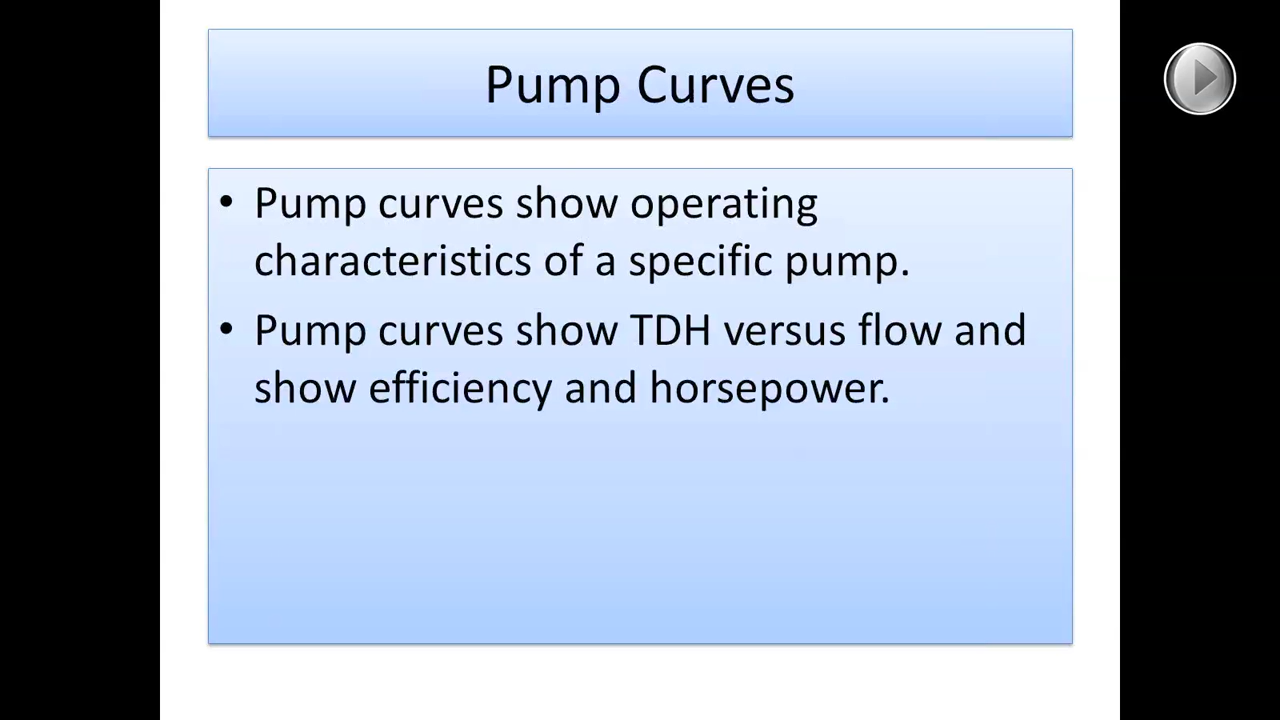 Pump Curves
• Pump curves show operating
characteristics of a specific pump.
• Pump curves show TDH versus flow and
show efficiency and horsepower.